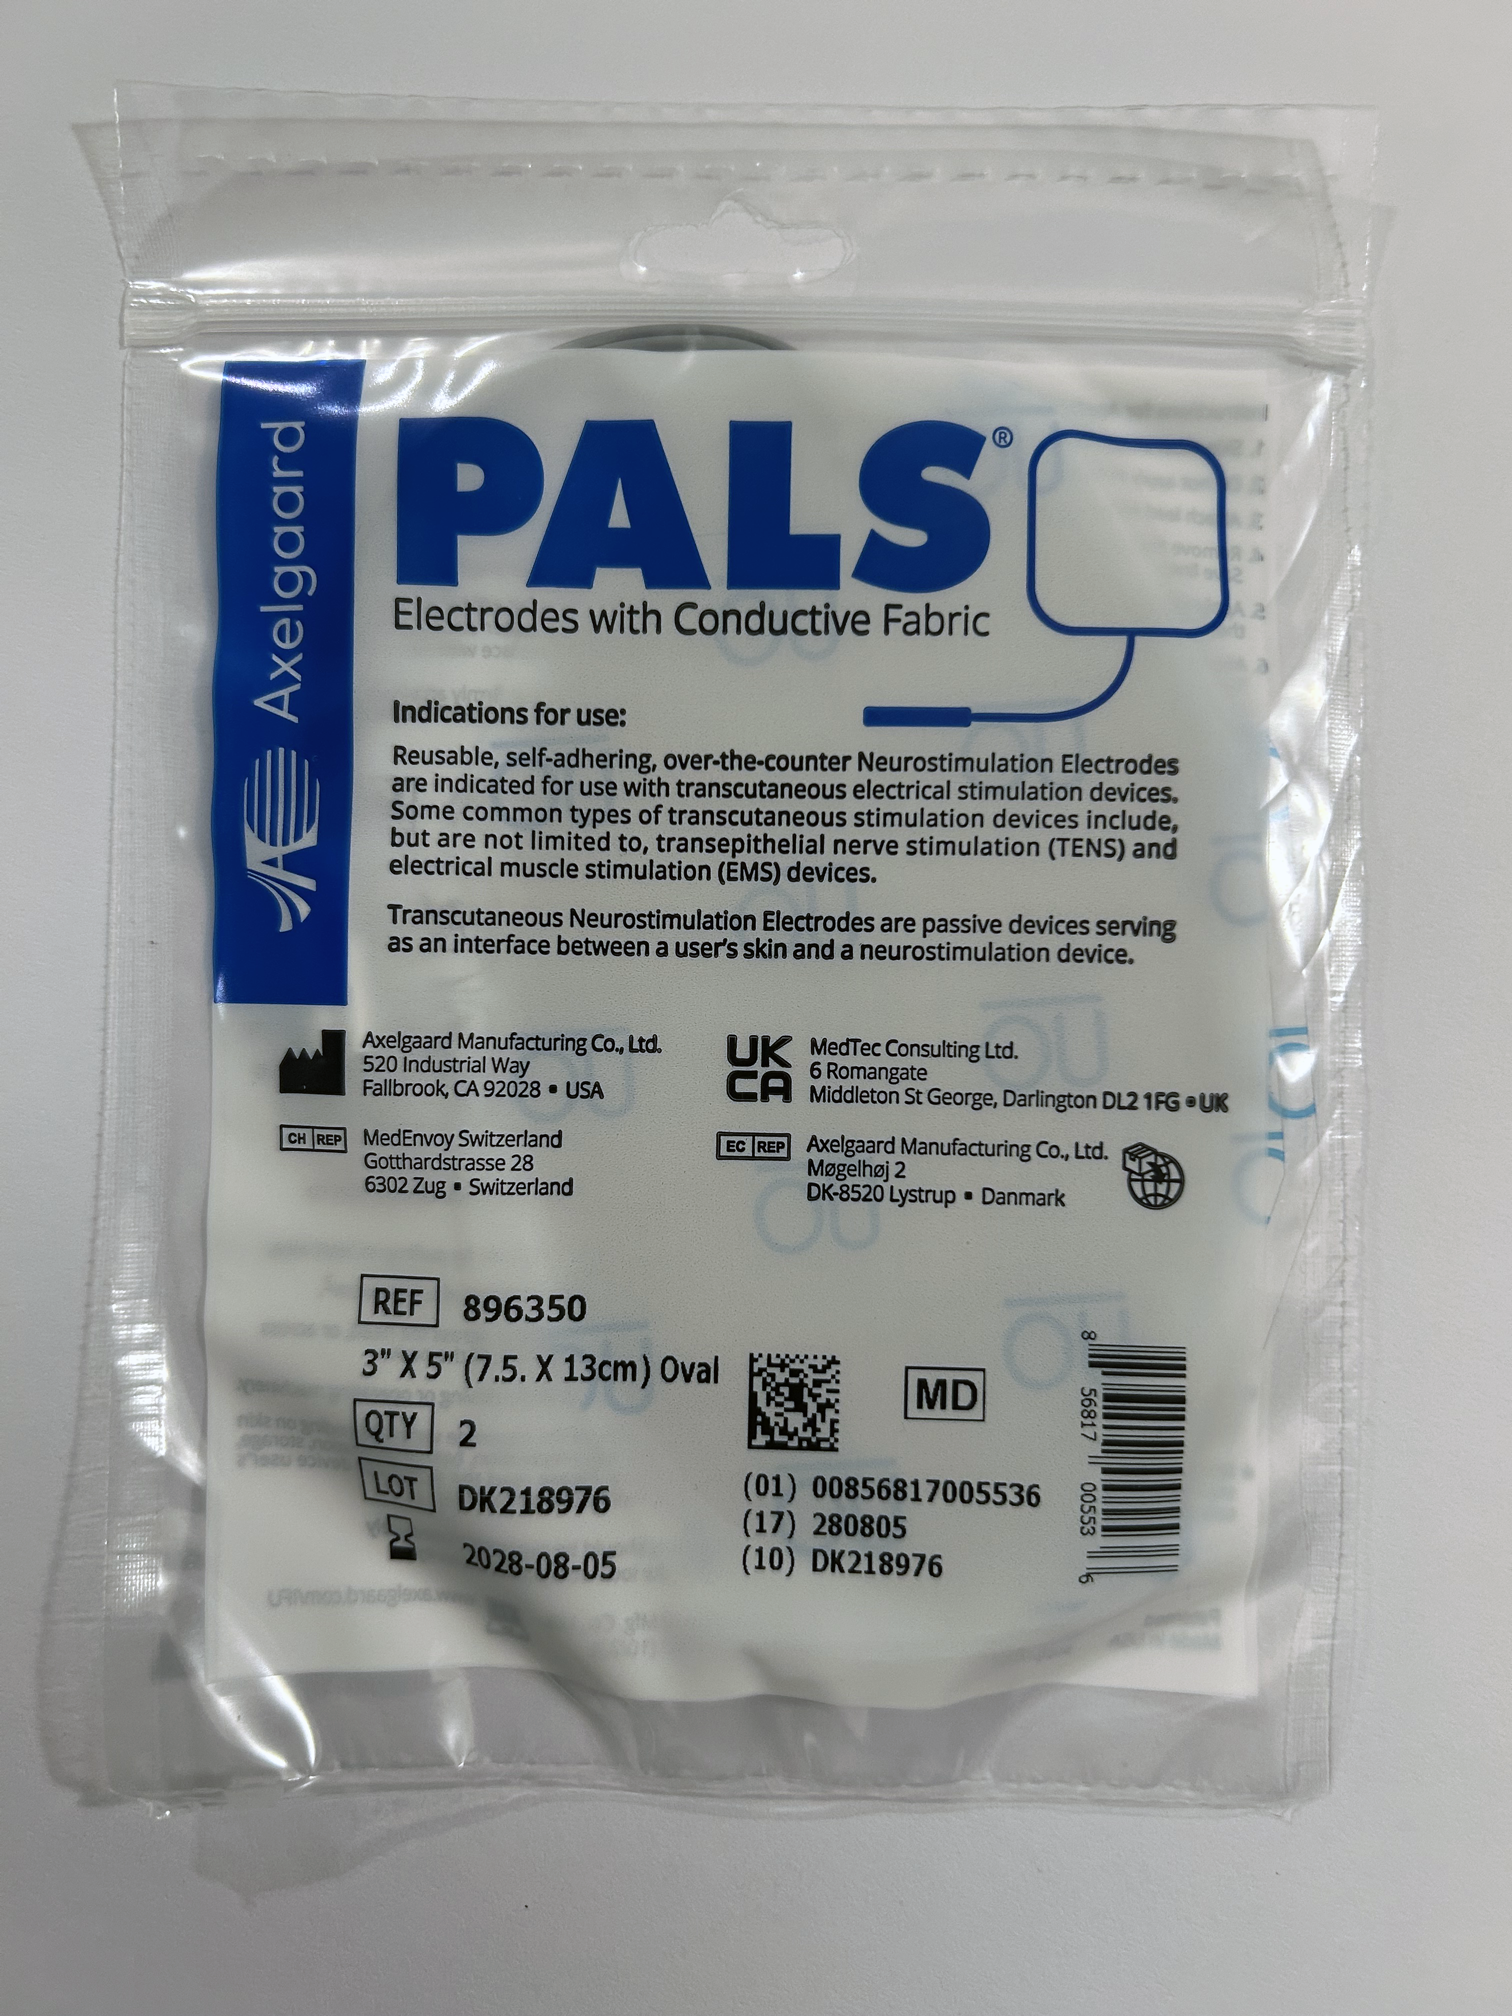 Axelgaard
PALS®
Electrodes with Conductive Fabric
Indications for use:
Reusable, self-adhering, over-the-counter Neurostimulation Electrodes
are indicated for use with transcutaneous electrical stimulation devices.
Some common types of transcutaneous stimulation devices include,
but are not limited to, transepithelial nerve stimulation (TENS) and
electrical muscle stimulation (EMS) devices.
Transcutaneous Neurostimulation Electrodes are passive devices serving
as an interface between a user's skin and a neurostimulation device.
Axelgaard Manufacturing Co., Ltd.
520 Industrial Way
Fallbrook, CA 92028 ▪ USA
UK
CA
MedTec Consulting Ltd.
6 Romangate
Middleton St George, Darlington DL2 1FG ▪ UK
CH REP
MedEnvoy Switzerland
Gotthardstrasse 28
6302 Zug ▪ Switzerland
EC REP
Axelgaard Manufacturing Co., Ltd.
Møgelhøj 2
DK-8520 Lystrup ▪ Danmark
REF 896350
3" X 5" (7.5. X 13cm) Oval
QTY 2
LOT DK218976
2028-08-05
MD
(01) 00856817005536
(17) 280805
(10) DK218976
8 56817 00553 6